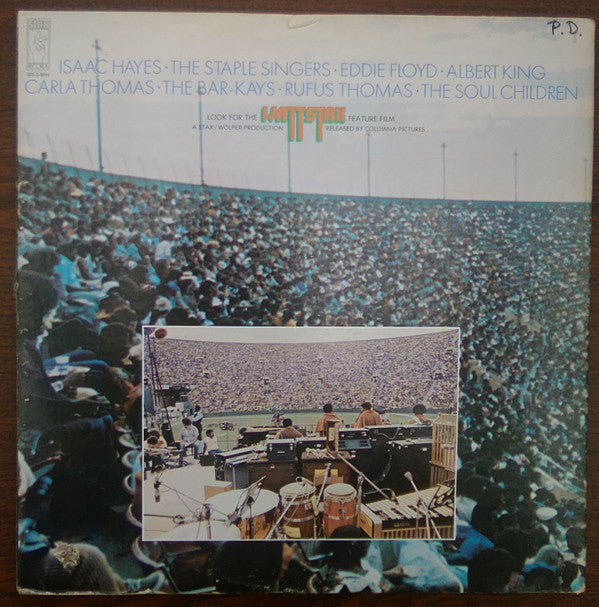 STAX
P.D.
ISAAC HAYES · THE STAPLE SINGERS · EDDIE FLOYD · ALBERT KING
CARLA THOMAS · THE BAR-KAYS · RUFUS THOMAS · THE SOUL CHILDREN
LOOK FOR THE WATTSTAX FEATURE FILM
A STAX/WOLPER PRODUCTION RELEASED BY COLUMBIA PICTURES